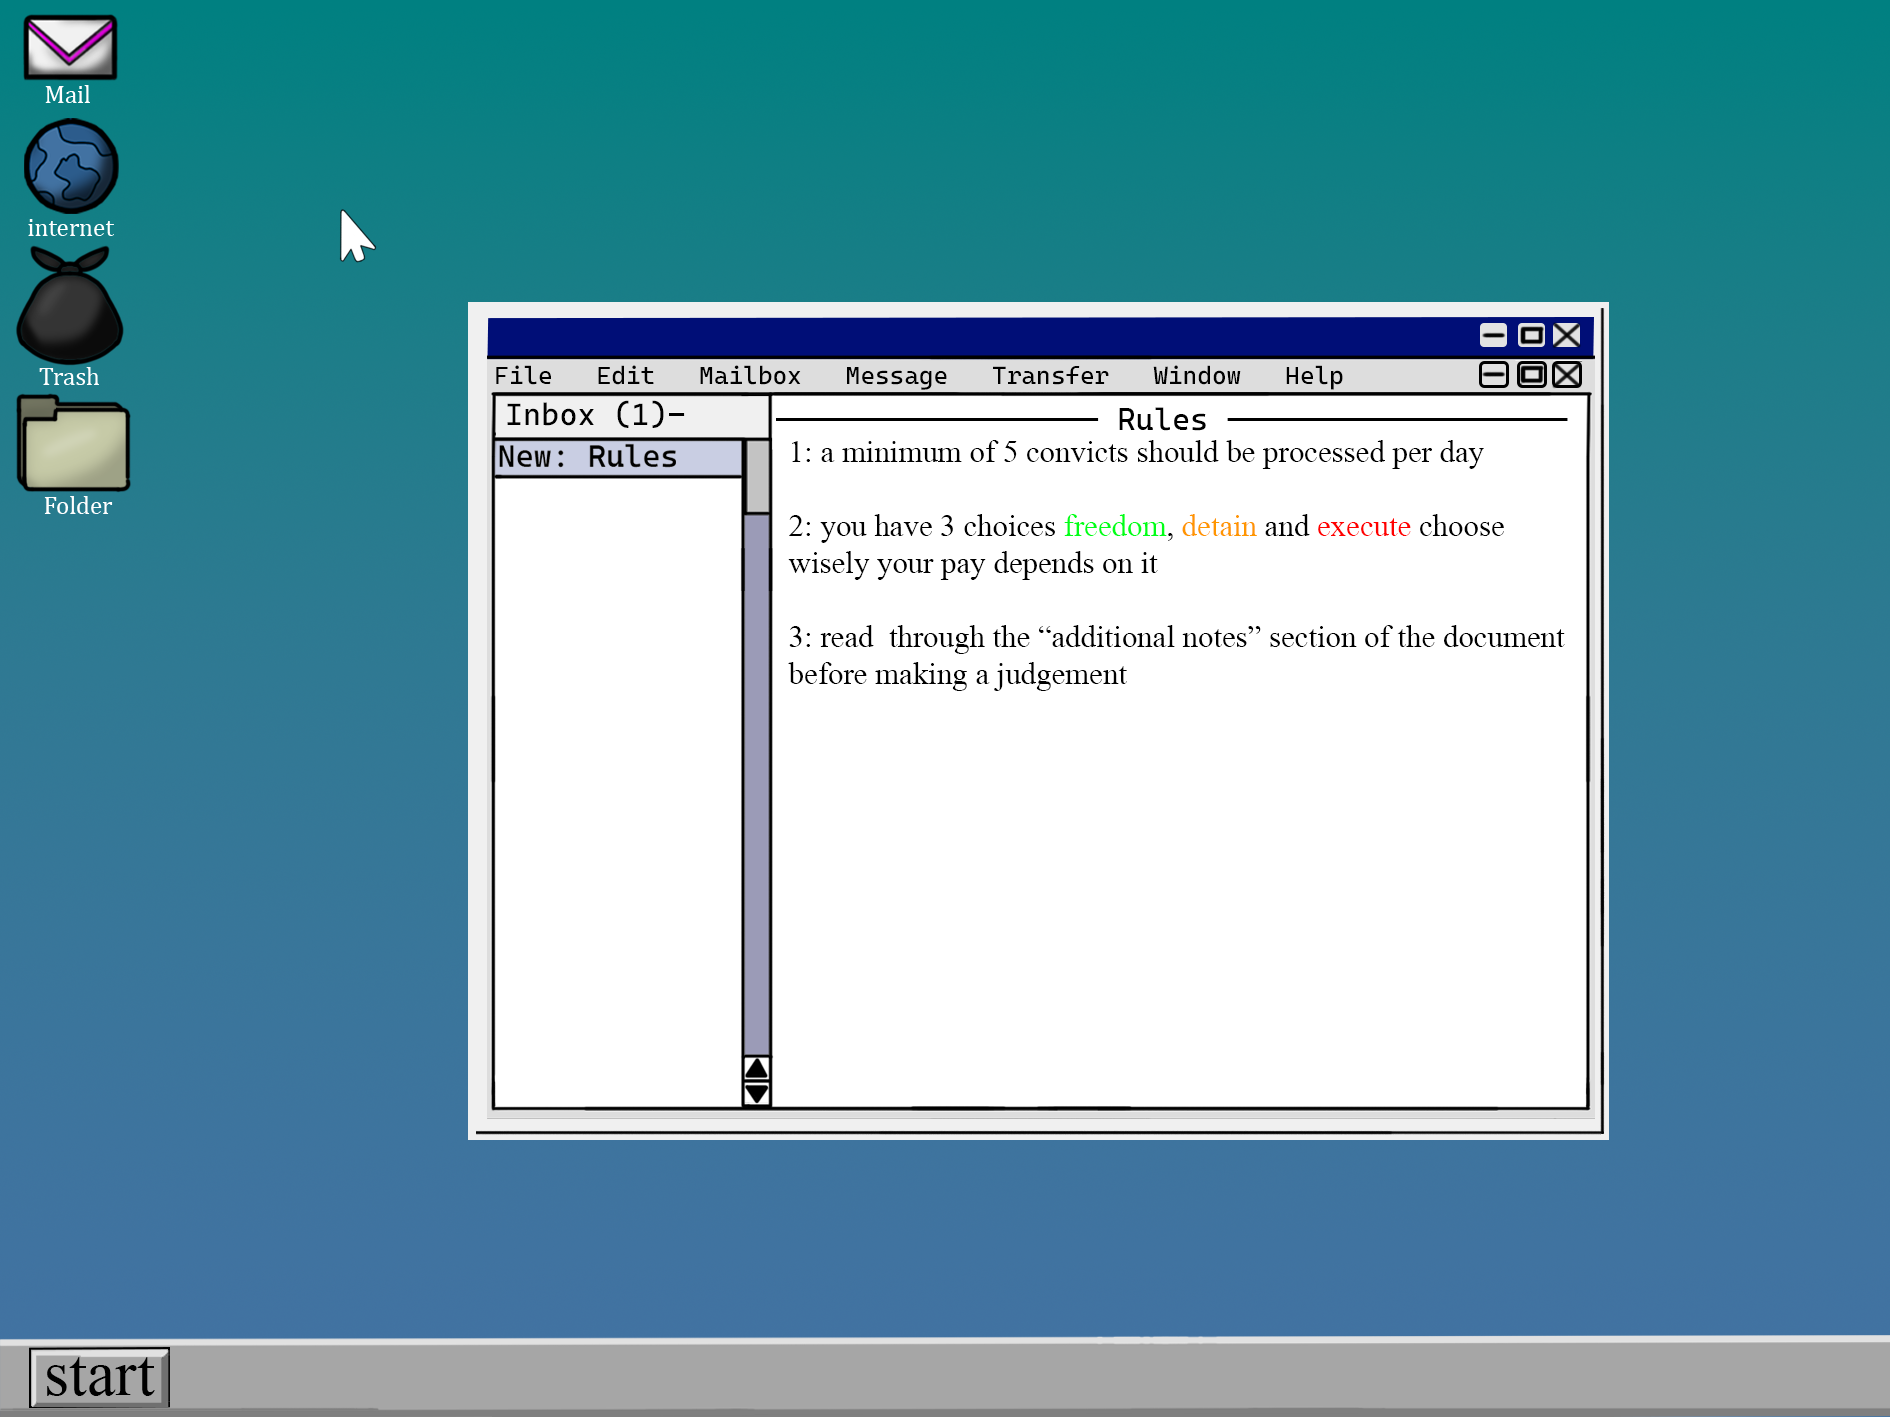 Mail
internet
Trash
Folder
File Edit Mailbox Message Transfer Window Help
Inbox (1)-
New: Rules
Rules
1: a minimum of 5 convicts should be processed per day
2: you have 3 choices freedom, detain and execute choose
wisely your pay depends on it
3: read  through the “additional notes” section of the document
before making a judgement
start